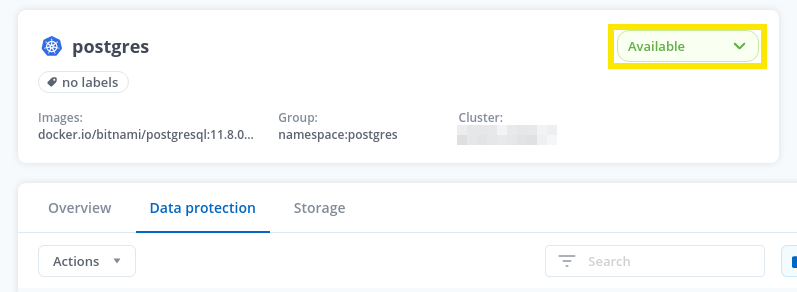 postgres
Available
no labels
Images:
docker.io/bitnami/postgresql:11.8.0...
Group:
namespace:postgres
Cluster:
Overview
Data protection
Storage
Actions
Search